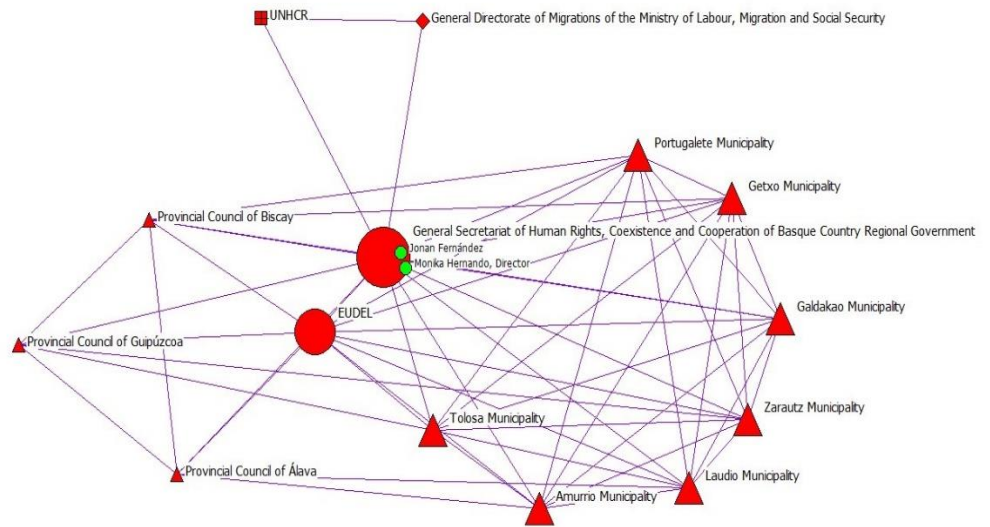 UNHCR
General Directorate of Migrations of the Ministry of Labour, Migration and Social Security
Portugalete Municipality
Getxo Municipality
Provincial Council of Biscay
General Secretariat of Human Rights, Coexistence and Cooperation of Basque Country Regional Government
Jonan Fernández
Monika Hernando, Director
Galdakao Municipality
EUDEL
Provincial Council of Guipúzcoa
Zarautz Municipality
Tolosa Municipality
Provincial Council of Álava
Laudio Municipality
Amurrio Municipality